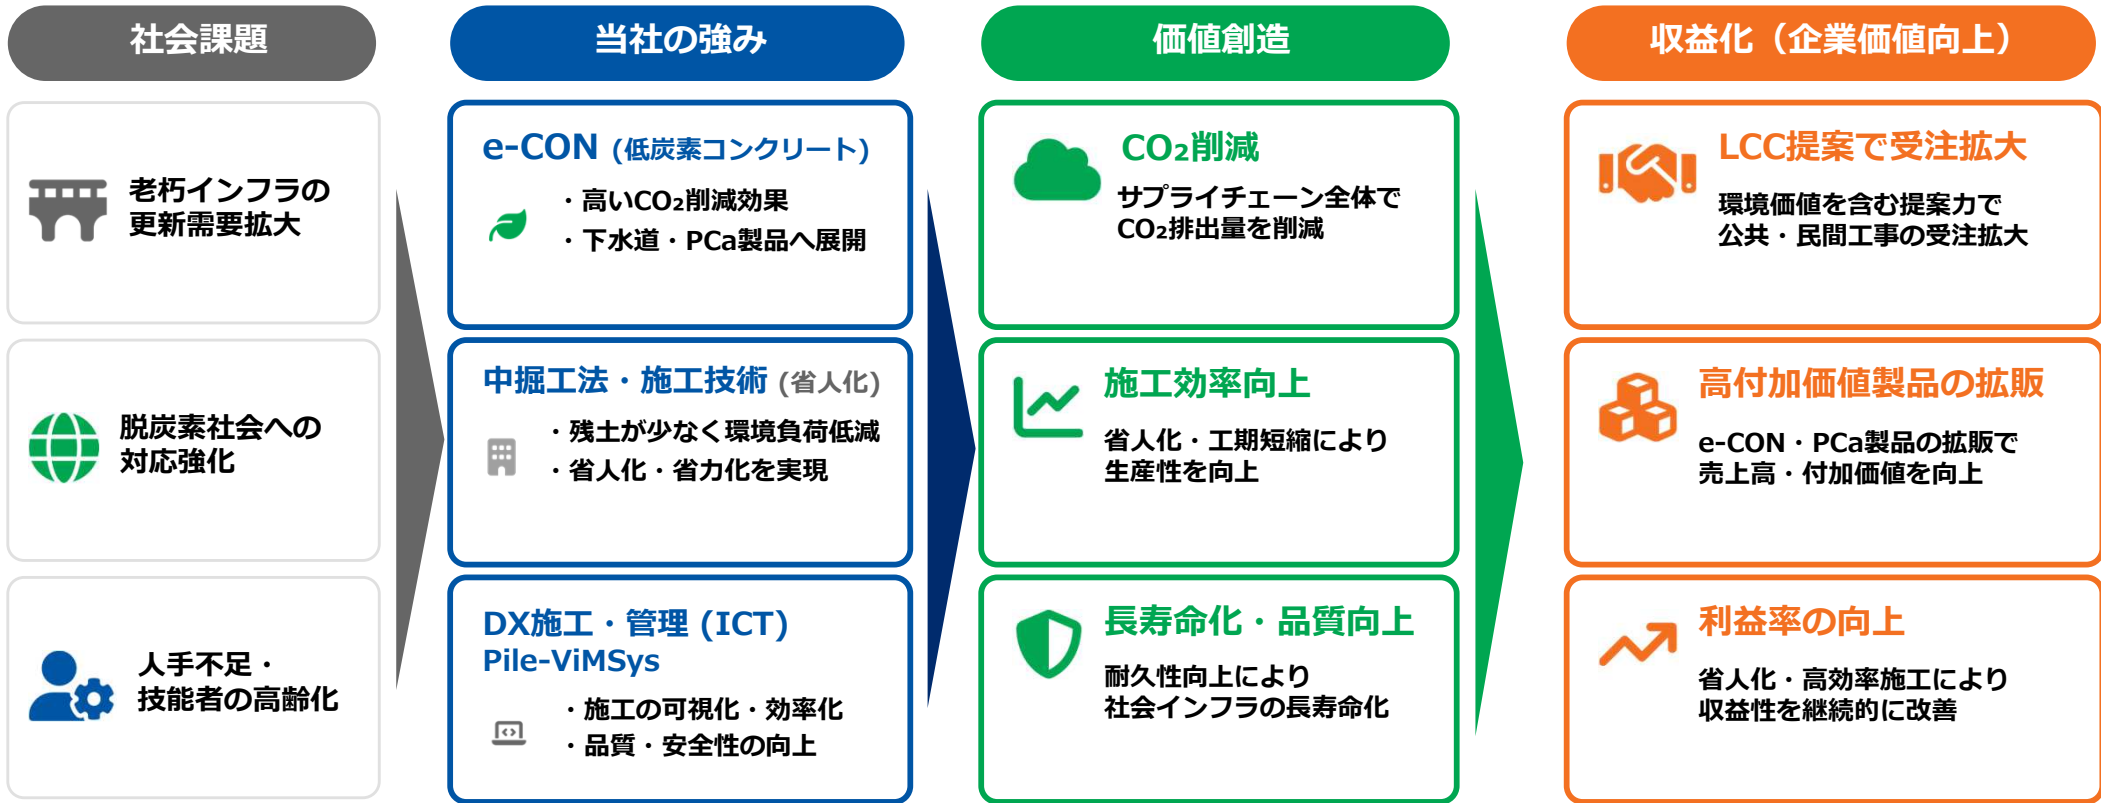 社会課題
老朽インフラの
更新需要拡大
脱炭素社会への
対応強化
人手不足・
技能者の高齢化
当社の強み
e-CON (低炭素コンクリート)
・高いCO₂削減効果
・下水道・PCa製品へ展開
中掘工法・施工技術 (省人化)
・残土が少なく環境負荷低減
・省人化・省力化を実現
DX施工・管理 (ICT)
Pile-ViMSys
・施工の可視化・効率化
・品質・安全性の向上
価値創造
CO₂削減
サプライチェーン全体で
CO₂排出量を削減
施工効率向上
省人化・工期短縮により
生産性を向上
長寿命化・品質向上
耐久性向上により
社会インフラの長寿命化
収益化（企業価値向上）
LCC提案で受注拡大
環境価値を含む提案力で
公共・民間工事の受注拡大
高付加価値製品の拡販
e-CON・PCa製品の拡販で
売上高・付加価値を向上
利益率の向上
省人化・高効率施工により
収益性を継続的に改善